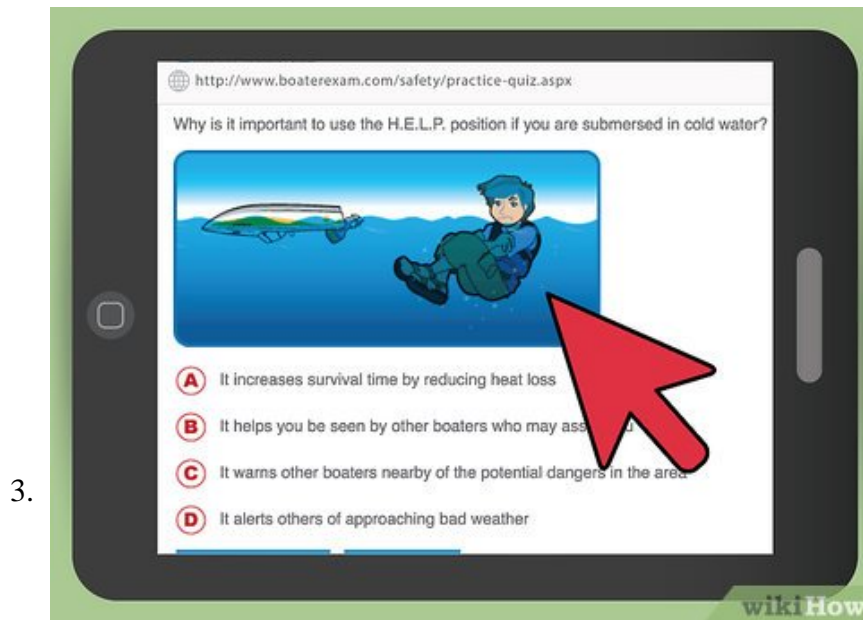 http://www.boaterexam.com/safety/practice-quiz.aspx
Why is it important to use the H.E.L.P. position if you are submersed in cold water?
A It increases survival time by reducing heat loss
B It helps you be seen by other boaters who may
C It warns other boaters nearby of the potential dangers in the area
3.
D It alerts others of approaching bad weather
wikiHow